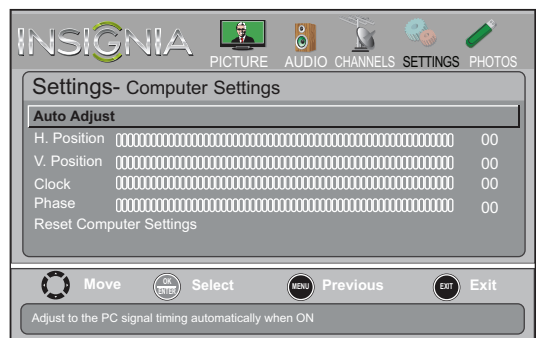 INSIGNIA
PICTURE AUDIO CHANNELS SETTINGS PHOTOS
Settings- Computer Settings
Auto Adjust
H. Position 00
V. Position 00
Clock 00
Phase 00
Reset Computer Settings
Move OK ENTER Select MENU Previous EXIT Exit
Adjust to the PC signal timing automatically when ON